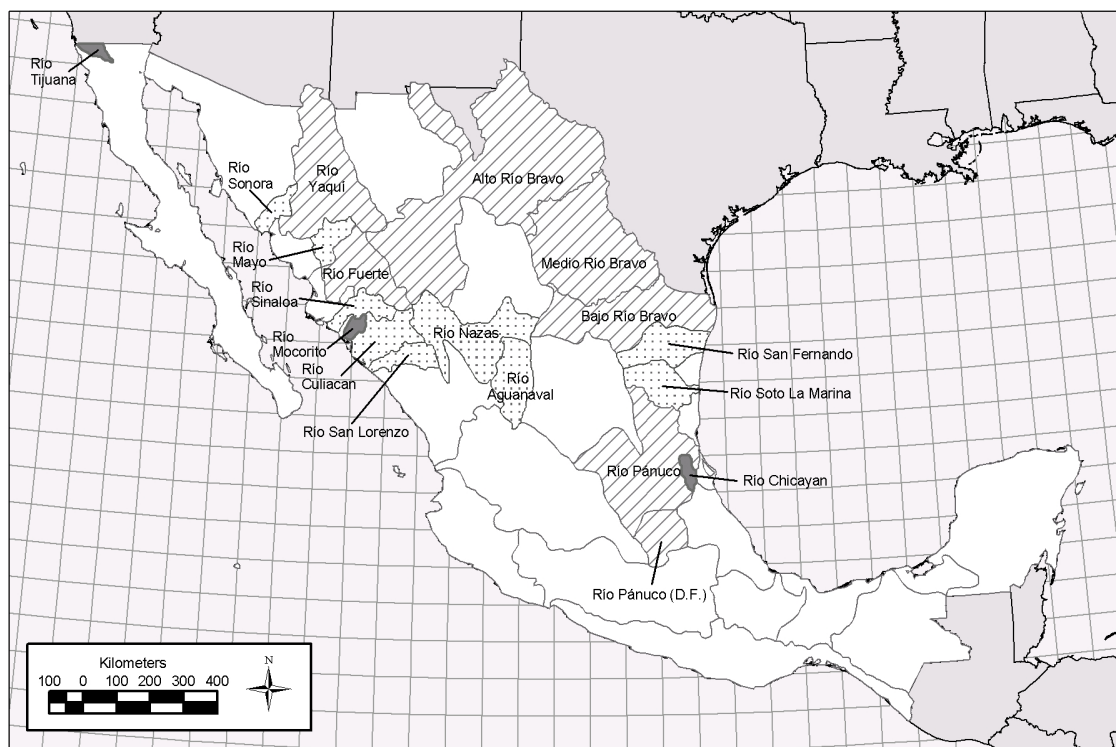 Río
Tijuana
Río
Sonora
Río
Yaqui
Alto Río Bravo
Río
Mayo
Medio Río Bravo
Río Fuerte
Río
Sinaloa
Bajo Río Bravo
Río
Mocorito
Río Nazas
Río San Fernando
Río
Culiacan
Río
Aguanaval
Río Soto La Marina
Río San Lorenzo
Río Pánuco
Río Chicayan
Río Pánuco (D.F.)
Kilometers
100 0 100 200 300 400
N